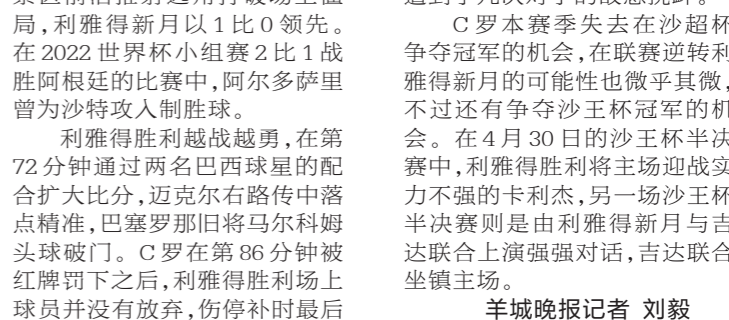 局,利雅得新月以1比0领先。
在2022世界杯小组赛2比1战
胜阿根廷的比赛中,阿尔多萨里
曾为沙特攻入制胜球。
利雅得胜利越战越勇,在第
72分钟通过两名巴西球星的配
合扩大比分,迈克尔右路传中落
点精准,巴塞罗那旧将马尔科姆
头球破门。C罗在第86分钟被
红牌罚下之后,利雅得胜利场上
球员并没有放弃,伤停补时最后
C罗本赛季失去在沙超杯
争夺冠军的机会,在联赛逆转利
雅得新月的可能性也微乎其微,
不过还有争夺沙王杯冠军的机
会。在4月30日的沙王杯半决
赛中,利雅得胜利将主场迎战实
力不强的卡利杰,另一场沙王杯
半决赛则是由利雅得新月与吉
达联合上演强强对话,吉达联合
坐镇主场。
羊城晚报记者 刘毅